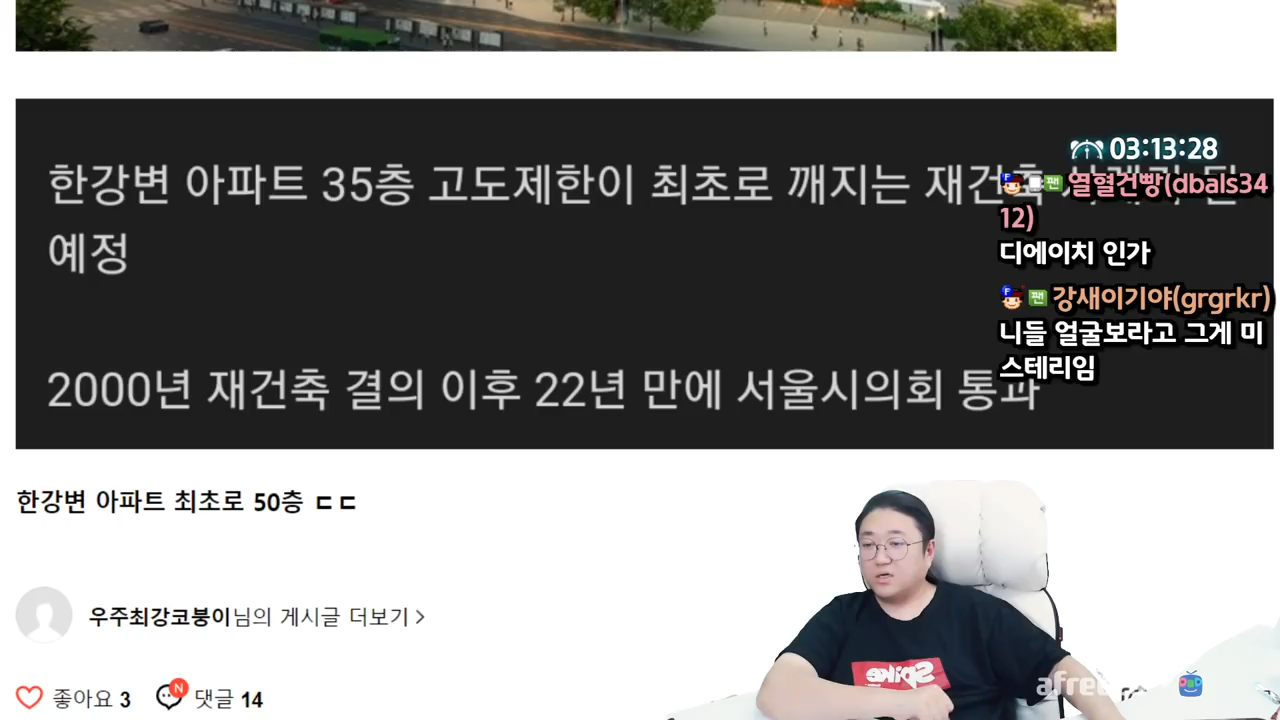 한강변 아파트 35층 고도제한이 최초로 깨지는 재건축
예정
2000년 재건축 결의 이후 22년 만에 서울시의회 통과
한강변 아파트 최초로 50층 ㄷㄷ
우주최강코붕이님의 게시글 더보기 >
좋아요 3 N 댓글 14
03:13:28
F 팬 열혈건빵(dbals34
12)
디에이치 인가
F 팬 강새이기야(grgrkr)
니들 얼굴보라고 그게 미
스테리임